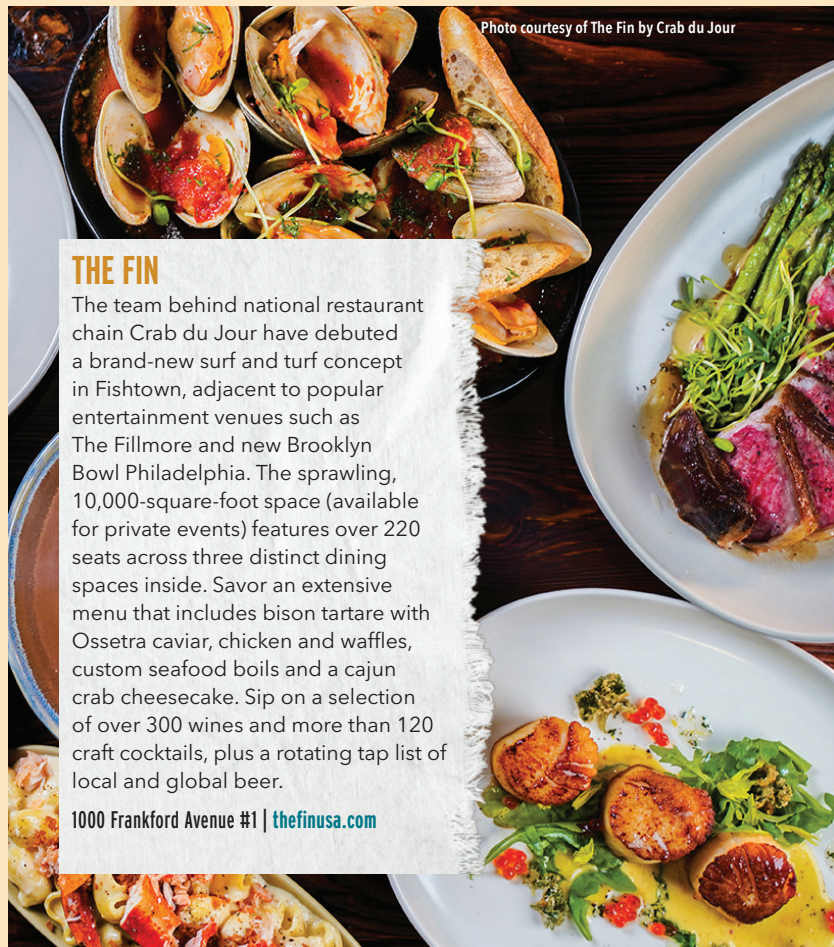 Photo courtesy of The Fin by Crab du Jour
THE FIN
The team behind national restaurant
chain Crab du Jour have debuted
a brand-new surf and turf concept
in Fishtown, adjacent to popular
entertainment venues such as
The Fillmore and new Brooklyn
Bowl Philadelphia. The sprawling,
10,000-square-foot space (available
for private events) features over 220
seats across three distinct dining
spaces inside. Savor an extensive
menu that includes bison tartare with
Ossetra caviar, chicken and waffles,
custom seafood boils and a cajun
crab cheesecake. Sip on a selection
of over 300 wines and more than 120
craft cocktails, plus a rotating tap list of
local and global beer.
1000 Frankford Avenue #1 | thefinusa.com